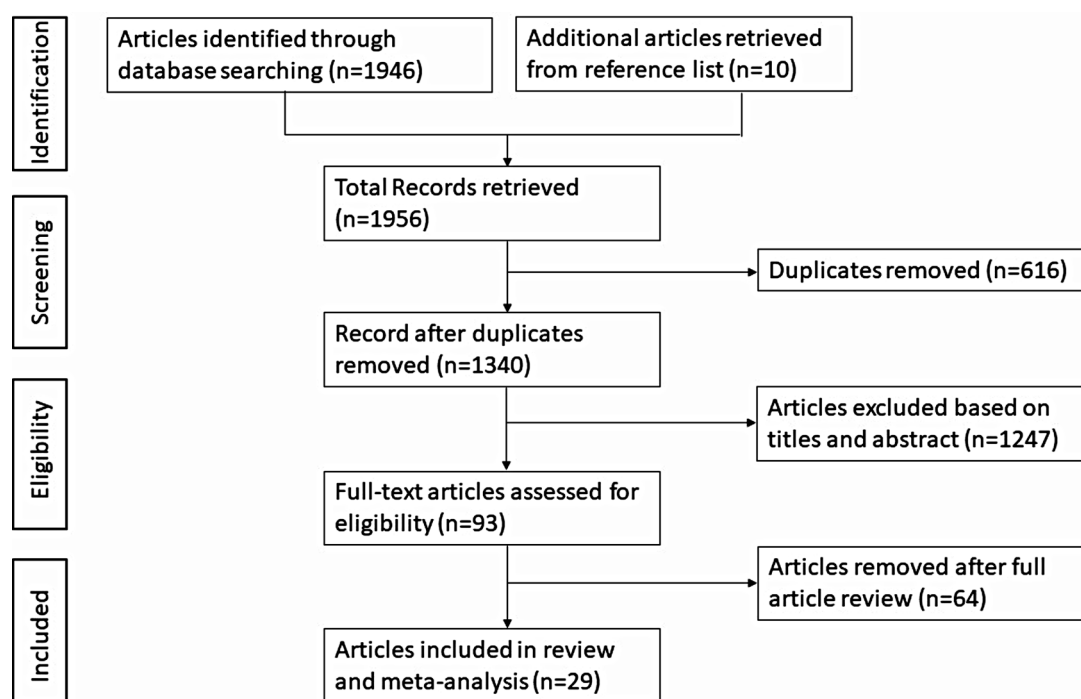 Identification
Articles identified through
database searching (n=1946)
Additional articles retrieved
from reference list (n=10)
Total Records retrieved
(n=1956)
Screening
Duplicates removed (n=616)
Record after duplicates
removed (n=1340)
Eligibility
Articles excluded based on
titles and abstract (n=1247)
Full-text articles assessed for
eligibility (n=93)
Included
Articles removed after full
article review (n=64)
Articles included in review
and meta-analysis (n=29)